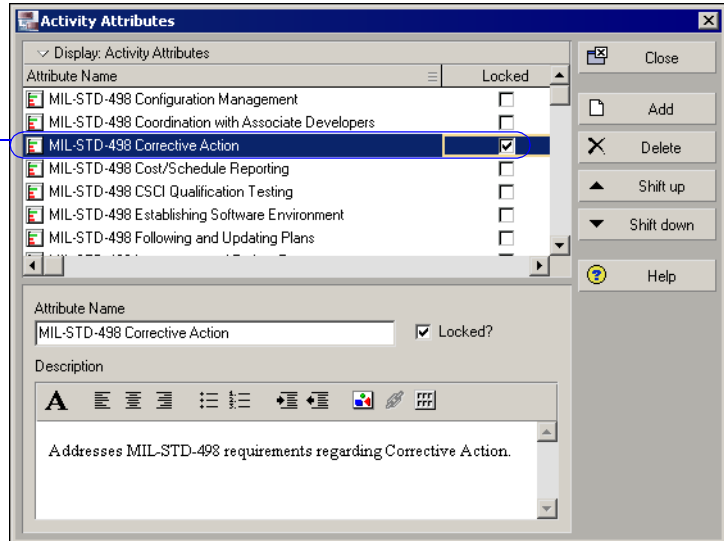 Activity Attributes
Display: Activity Attributes
Attribute Name Locked
MIL-STD-498 Configuration Management
MIL-STD-498 Coordination with Associate Developers
MIL-STD-498 Corrective Action
MIL-STD-498 Cost/Schedule Reporting
MIL-STD-498 CSCI Qualification Testing
MIL-STD-498 Establishing Software Environment
MIL-STD-498 Following and Updating Plans
Close
Add
Delete
Shift up
Shift down
Help
Attribute Name
MIL-STD-498 Corrective Action Locked?
Description
A
Addresses MIL-STD-498 requirements regarding Corrective Action.